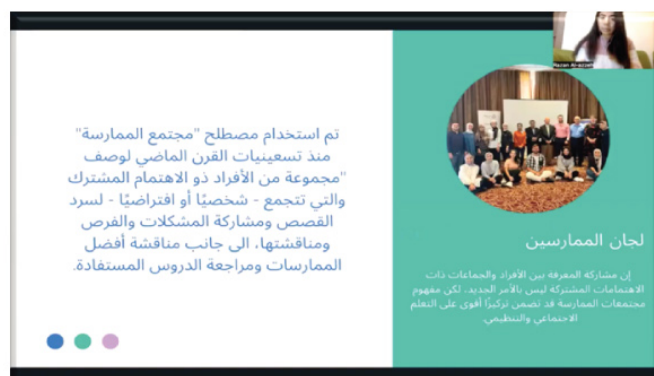 تم استخدام مصطلح "مجتمع الممارسة"
منذ تسعينيات القرن الماضي لوصف
"مجموعة من الأفراد ذو الاهتمام المشترك
والتي تتجمع - شخصيًا أو افتراضيًا - لسرد
القصص ومشاركة المشكلات والفرص
ومناقشتها، الى جانب مناقشة أفضل
الممارسات ومراجعة الدروس المستفادة.
لجان الممارسين
إن مشاركة المعرفة بين الأفراد والجماعات ذات
الاهتمامات المشتركة ليس بالأمر الجديد، لكن مفهوم
مجتمعات الممارسة قد تضمن تركيزًا أقوى على التعلم
الاجتماعي والتنظيمي.